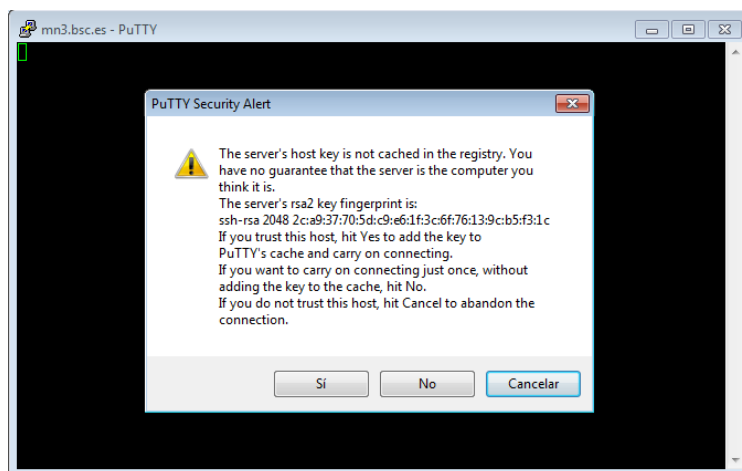 mn3.bsc.es - PuTTY
PuTTY Security Alert
The server's host key is not cached in the registry. You
have no guarantee that the server is the computer you
think it is.
The server's rsa2 key fingerprint is:
ssh-rsa 2048 2c:a9:37:70:5d:c9:e6:1f:3c:6f:76:13:9c:b5:f3:1c
If you trust this host, hit Yes to add the key to
PuTTY's cache and carry on connecting.
If you want to carry on connecting just once, without
adding the key to the cache, hit No.
If you do not trust this host, hit Cancel to abandon the
connection.
Sí No Cancelar